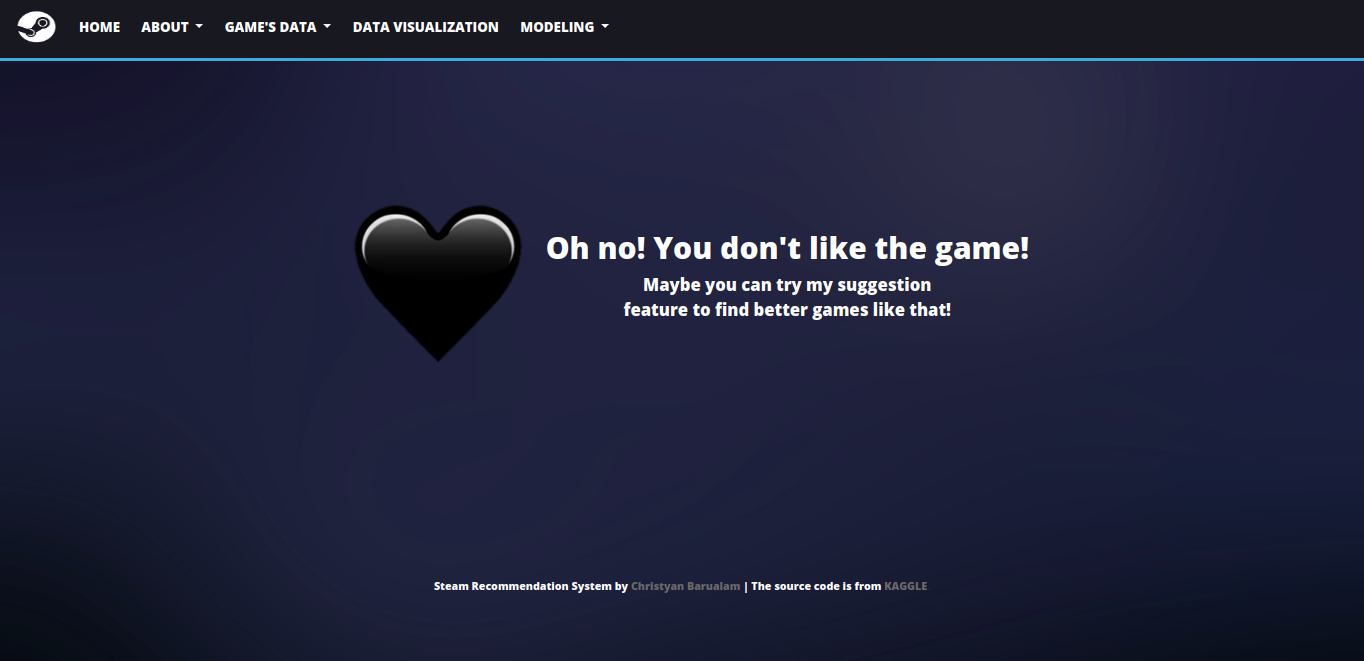 HOME ABOUT GAME'S DATA DATA VISUALIZATION MODELING
Oh no! You don't like the game!
Maybe you can try my suggestion
feature to find better games like that!
Steam Recommendation System by Christyan Barualam | The source code is from KAGGLE